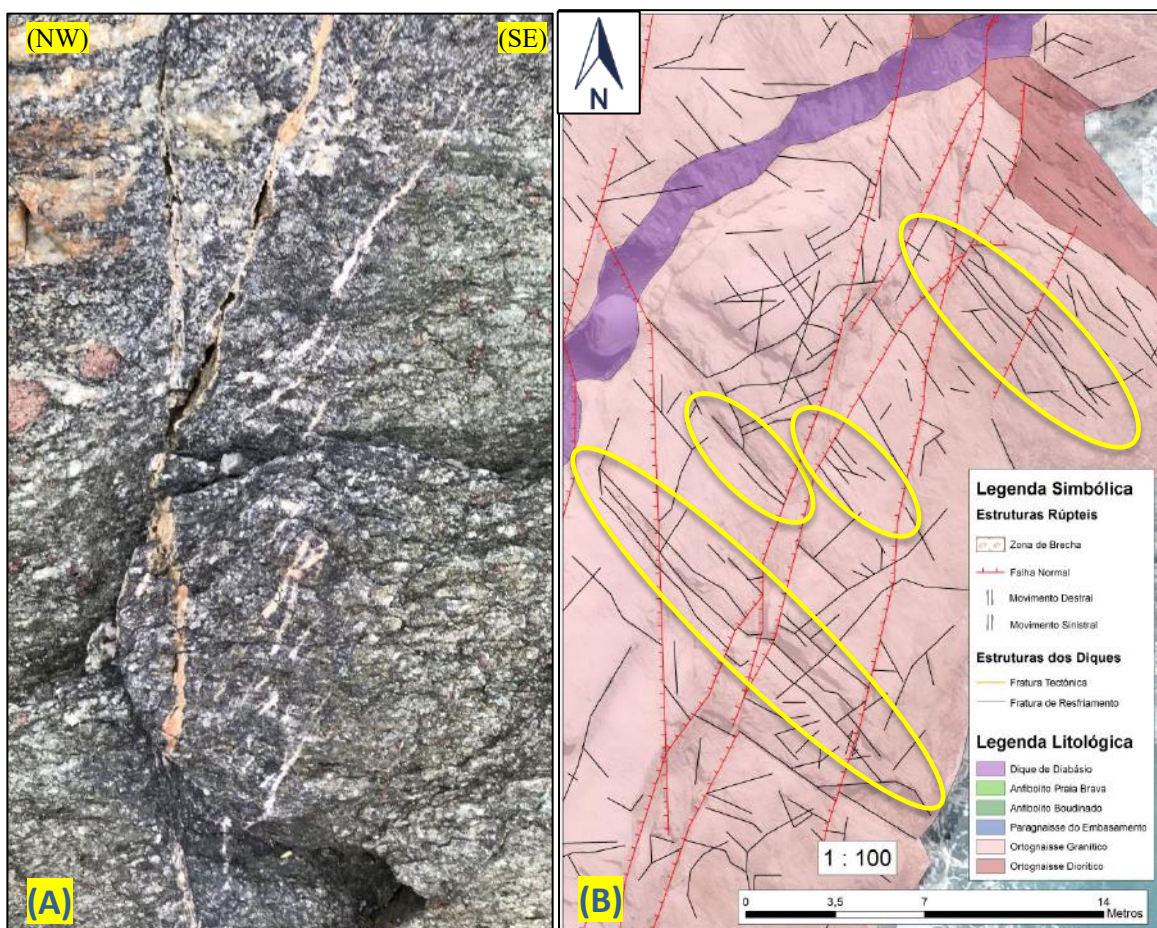 (NW)
(SE)
(A)
N
Legenda Simbólica
Estruturas Rúpteis
Zona de Brecha
Falha Normal
Movimento Destral
Movimento Sinistral
Estruturas dos Diques
Fratura Tectônica
Fratura de Resfriamento
Legenda Litológica
Dique de Diabásio
Anfibolito Praia Brava
Anfibolito Boudinado
Paragnaisse do Embasamento
Ortognaisse Granítico
Ortognaisse Diorítico
1 : 100
(B)
0 3,5 7 14
Metros